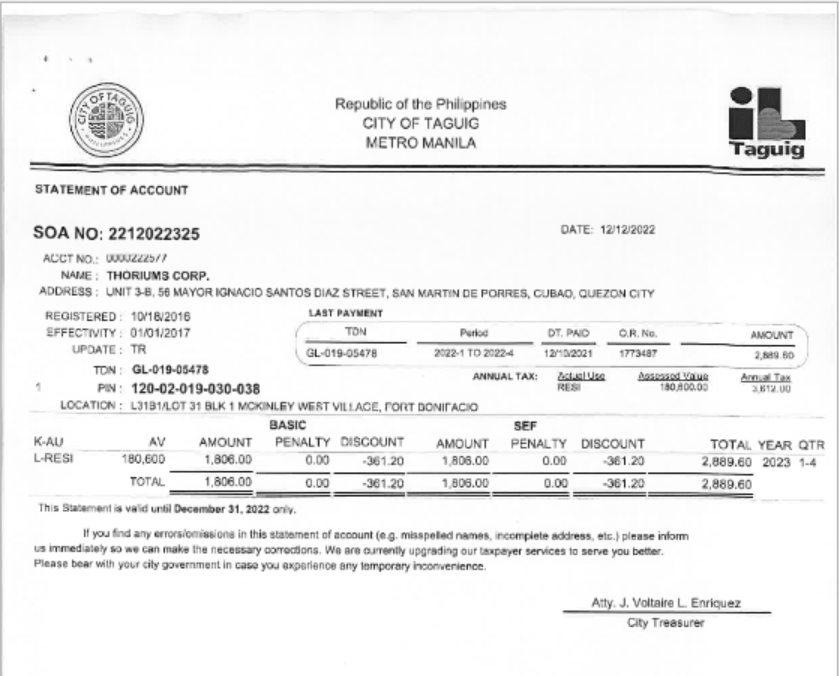 CITY OF TAGUIG
PHILIPPINES
Republic of the Philippines
CITY OF TAGUIG
METRO MANILA
Taguig
STATEMENT OF ACCOUNT
SOA NO: 2212022325 DATE: 12/12/2022
ACCT NO.: 0000222577
NAME : THORIUMS CORP.
ADDRESS : UNIT 3-B, 56 MAYOR IGNACIO SANTOS DIAZ STREET, SAN MARTIN DE PORRES, CUBAO, QUEZON CITY
REGISTERED : 10/18/2016 LAST PAYMENT
EFFECTIVITY : 01/01/2017 TDN Period DT. PAID O.R. No. AMOUNT
UPDATE : TR GL-019-05478 2022-1 TO 2022-4 12/10/2021 1773487 2,889.60
TDN : GL-019-05478 ANNUAL TAX: Actual Use Assessed Value Annual Tax
1 PIN : 120-02-019-030-038 RESI 180,600.00 3,612.00
LOCATION : L31B1/LOT 31 BLK 1 MCKINLEY WEST VILLAGE, FORT BONIFACIO
BASIC SEF
K-AU AV AMOUNT PENALTY DISCOUNT AMOUNT PENALTY DISCOUNT TOTAL YEAR QTR
L-RESI 180,600 1,806.00 0.00 -361.20 1,806.00 0.00 -361.20 2,889.60 2023 1-4
TOTAL 1,806.00 0.00 -361.20 1,806.00 0.00 -361.20 2,889.60
This Statement is valid until December 31, 2022 only.
If you find any errors/omissions in this statement of account (e.g. misspelled names, incomplete address, etc.) please inform
us immediately so we can make the necessary corrections. We are currently upgrading our taxpayer services to serve you better.
Please bear with your city government in case you experience any temporary inconvenience.
Atty. J. Voltaire L. Enriquez
City Treasurer